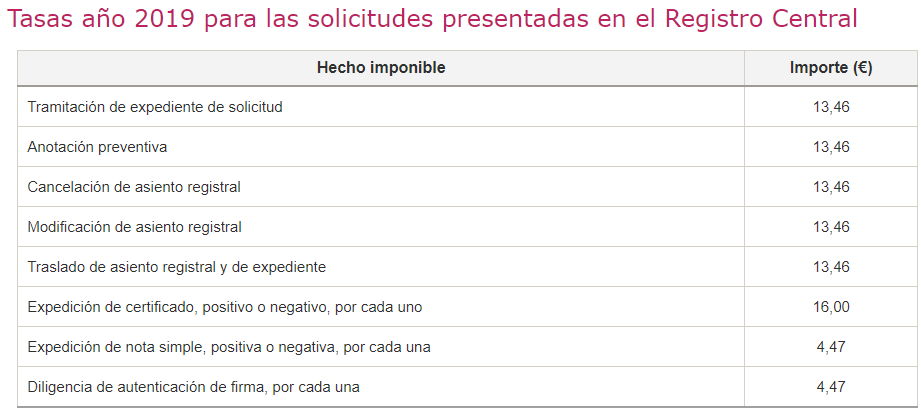 Tasas año 2019 para las solicitudes presentadas en el Registro Central
Hecho imponible Importe (€)
Tramitación de expediente de solicitud 13,46
Anotación preventiva 13,46
Cancelación de asiento registral 13,46
Modificación de asiento registral 13,46
Traslado de asiento registral y de expediente 13,46
Expedición de certificado, positivo o negativo, por cada uno 16,00
Expedición de nota simple, positiva o negativa, por cada una 4,47
Diligencia de autenticación de firma, por cada una 4,47